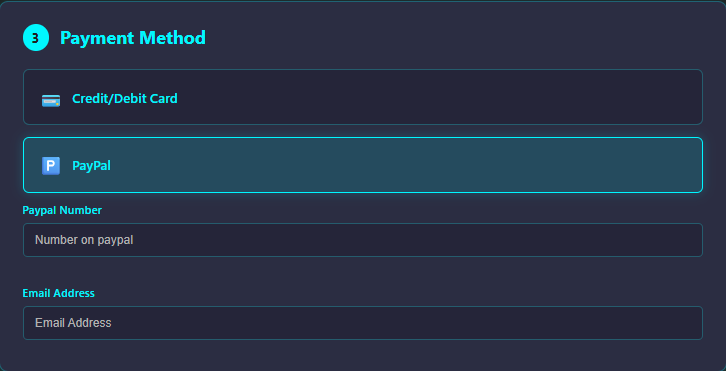 3 Payment Method
Credit/Debit Card
P PayPal
Paypal Number
Number on paypal
Email Address
Email Address